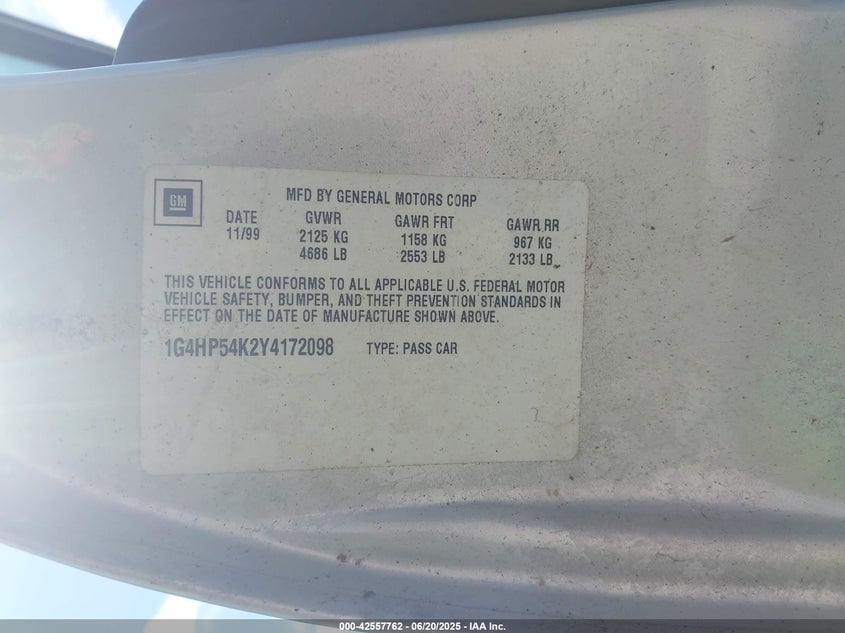 GM
MFD BY GENERAL MOTORS CORP
DATE GVWR GAWR FRT GAWR RR
11/99 2125 KG 1158 KG 967 KG
4686 LB 2553 LB 2133 LB
THIS VEHICLE CONFORMS TO ALL APPLICABLE U.S. FEDERAL MOTOR
VEHICLE SAFETY, BUMPER, AND THEFT PREVENTION STANDARDS IN
EFFECT ON THE DATE OF MANUFACTURE SHOWN ABOVE.
1G4HP54K2Y4172098 TYPE: PASS CAR
000-42557762 - 06/20/2025 - IAA Inc.